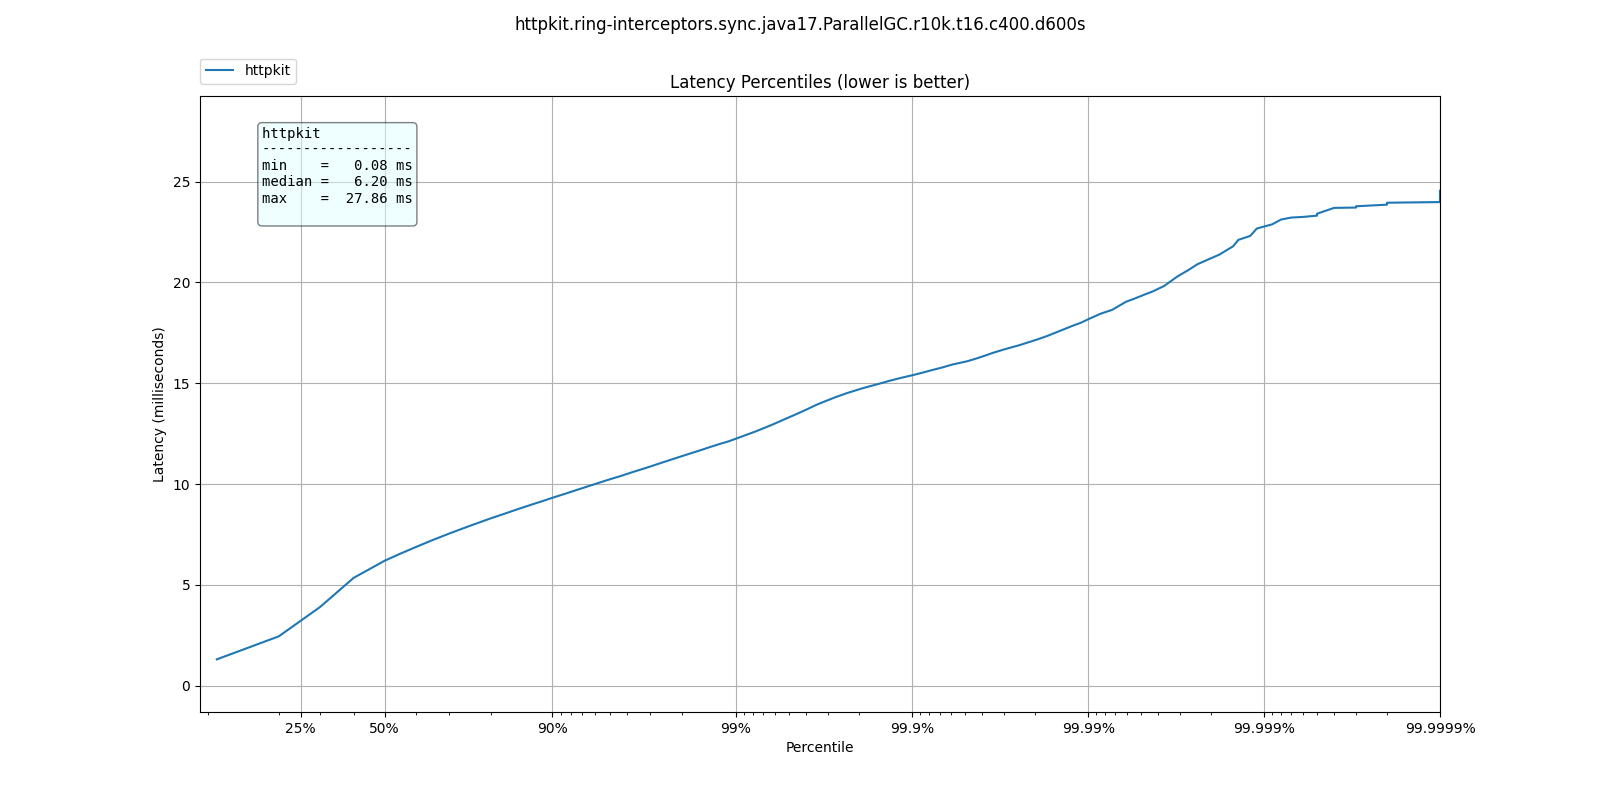 httpkit.ring-interceptors.sync.java17.ParallelGC.r10k.t16.c400.d600s
httpkit
Latency Percentiles (lower is better)
httpkit
------------------
min    =   0.08 ms
median =   6.20 ms
max    =  27.86 ms
25
20
15
10
5
0
Latency (milliseconds)
25% 50% 90% 99% 99.9% 99.99% 99.999% 99.9999%
Percentile